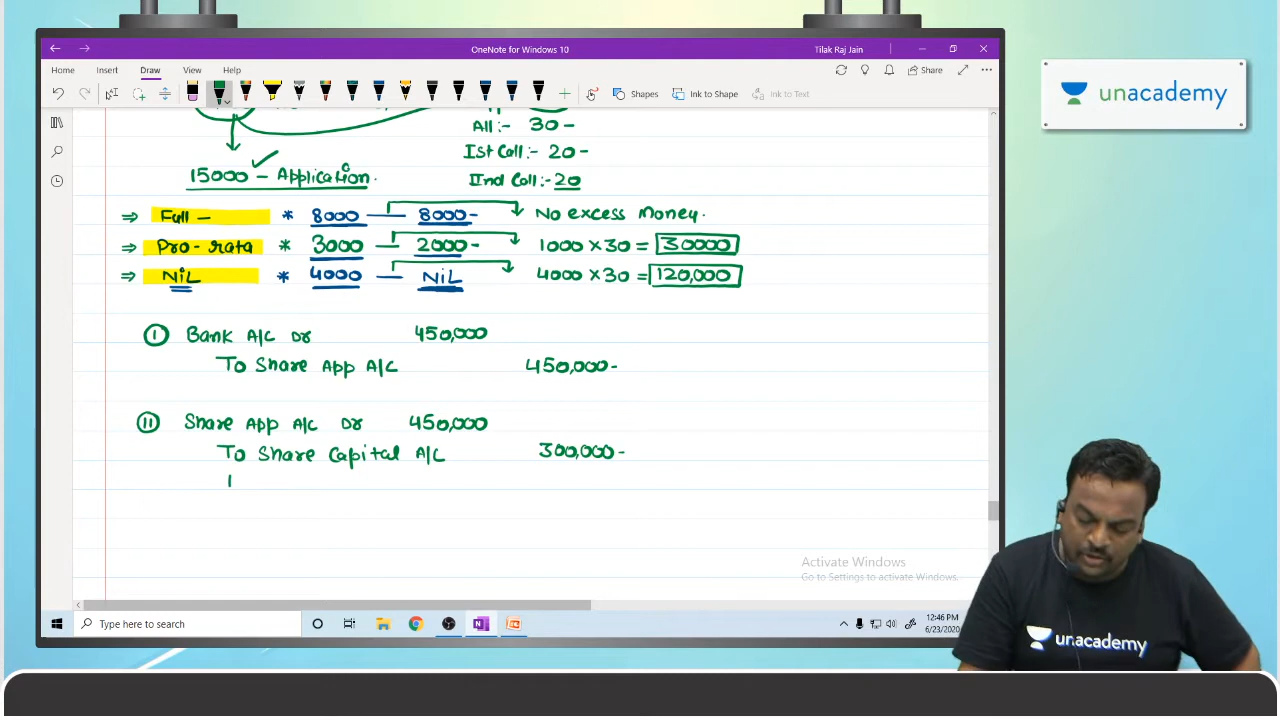 OneNote for Windows 10
Tilak Raj Jain
Home Insert Draw View Help
Share
Shapes
Ink to Shape
Ink to Text
unacademy
All :- 30 -
Ist Call :- 20 -
15000 - Application.
IInd Call :- 20
⇒ Full - * 8000 — 8000 - No excess Money.
⇒ Pro-rata * 3000 — 2000 - 1000 × 30 = 30000
⇒ NiL * 4000 — NiL 4000 × 30 = 120,000
I Bank A/C Dr 450,000
To Share App A/C 450,000 -
II Share App A/C Dr 450,000
To Share Capital A/C 300,000 -
Activate Windows
Go to Settings to activate Windows.
Type here to search
12:46 PM
6/23/2020
unacademy